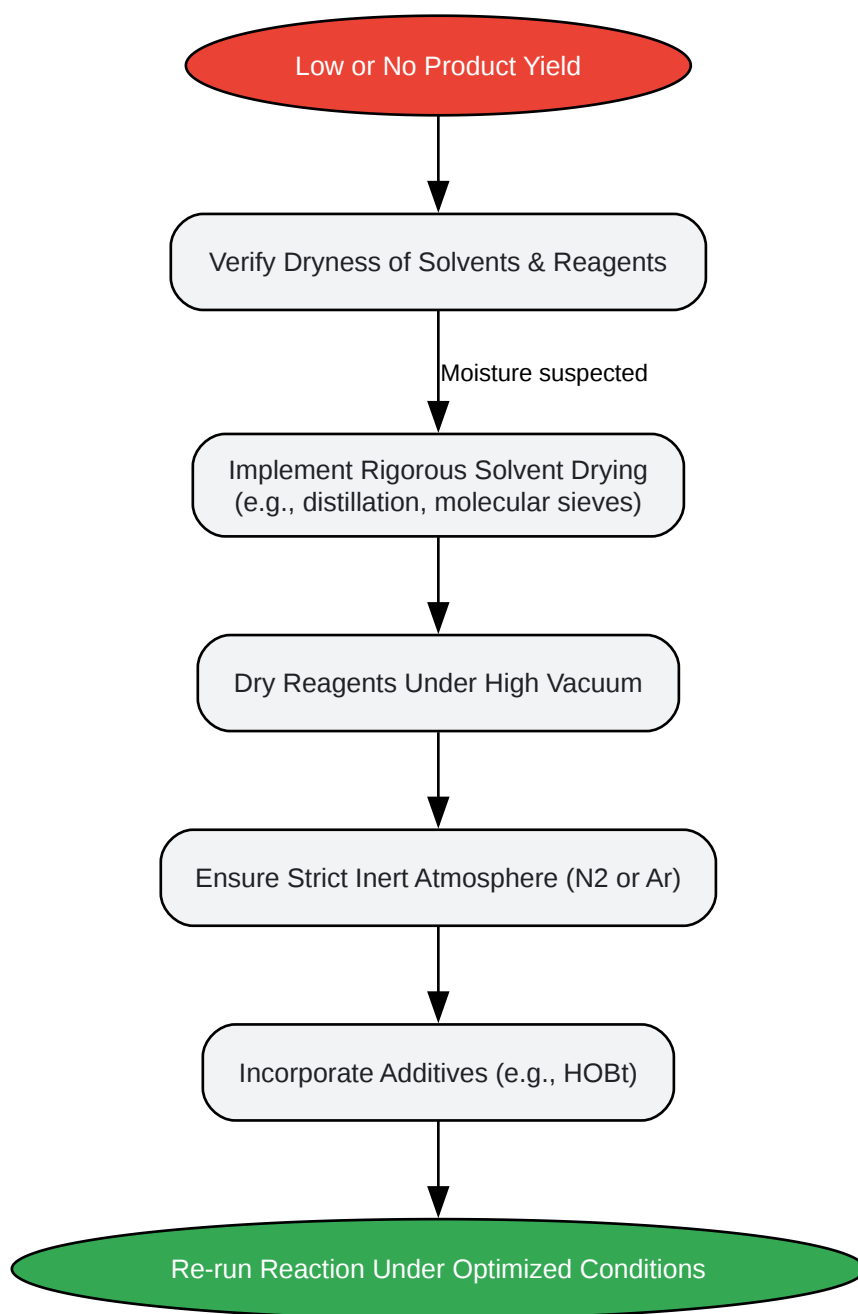 Low or No Product Yield
Verify Dryness of Solvents & Reagents
Moisture suspected
Implement Rigorous Solvent Drying
(e.g., distillation, molecular sieves)
Dry Reagents Under High Vacuum
Ensure Strict Inert Atmosphere (N2 or Ar)
Incorporate Additives (e.g., HOBt)
Re-run Reaction Under Optimized Conditions